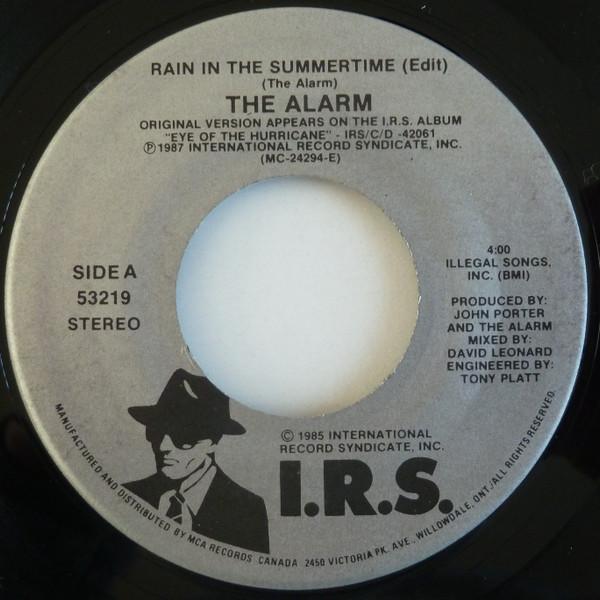 RAIN IN THE SUMMERTIME (Edit)
(The Alarm)
THE ALARM
ORIGINAL VERSION APPEARS ON THE I.R.S. ALBUM
"EYE OF THE HURRICANE" - IRS/C/D -42061
Ⓟ1987 INTERNATIONAL RECORD SYNDICATE, INC.
(MC-24294-E)
SIDE A
53219
STEREO
4:00
ILLEGAL SONGS,
INC. (BMI)
PRODUCED BY:
JOHN PORTER
AND THE ALARM
MIXED BY:
DAVID LEONARD
ENGINEERED BY:
TONY PLATT
© 1985 INTERNATIONAL
RECORD SYNDICATE, INC.
I.R.S.
MANUFACTURED AND DISTRIBUTED BY MCA RECORDS CANADA 2450 VICTORIA PK. AVE., WILLOWDALE, ONT./ALL RIGHTS RESERVED.